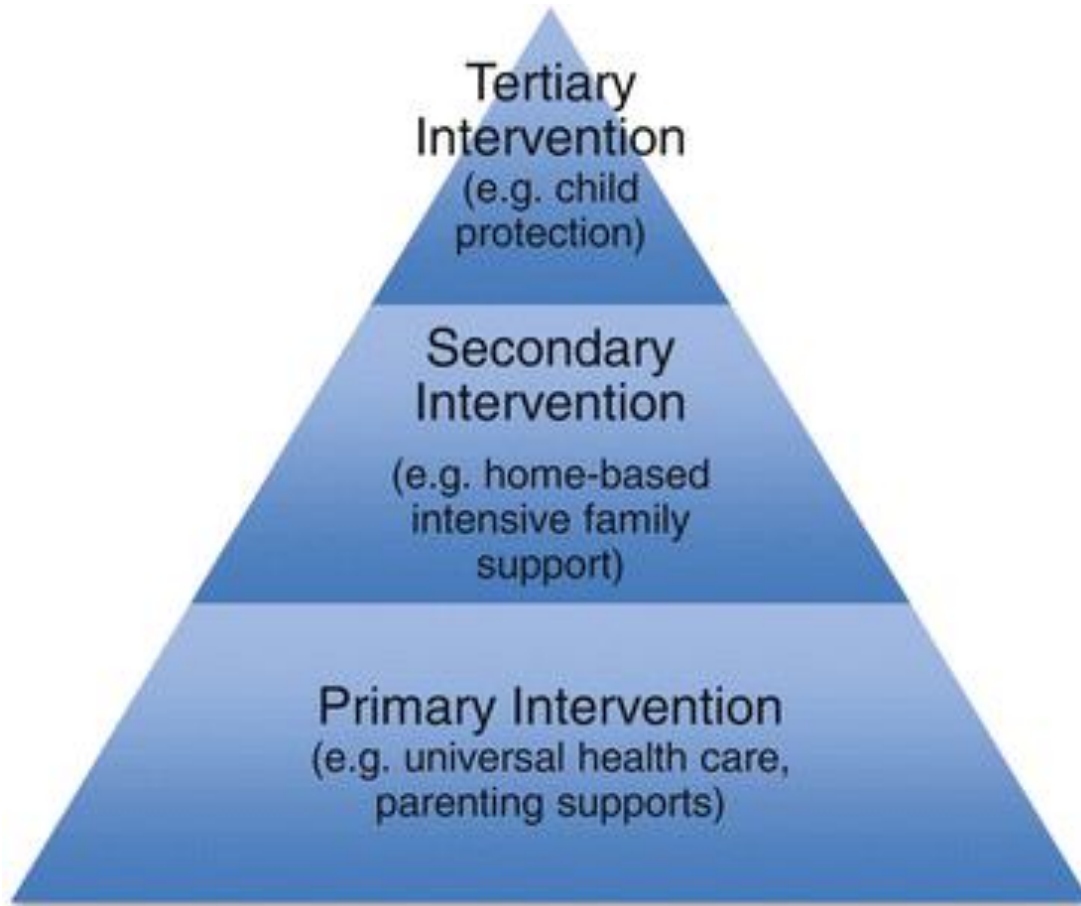 Tertiary
Intervention
(e.g. child
protection)
Secondary
Intervention
(e.g. home-based
intensive family
support)
Primary Intervention
(e.g. universal health care,
parenting supports)